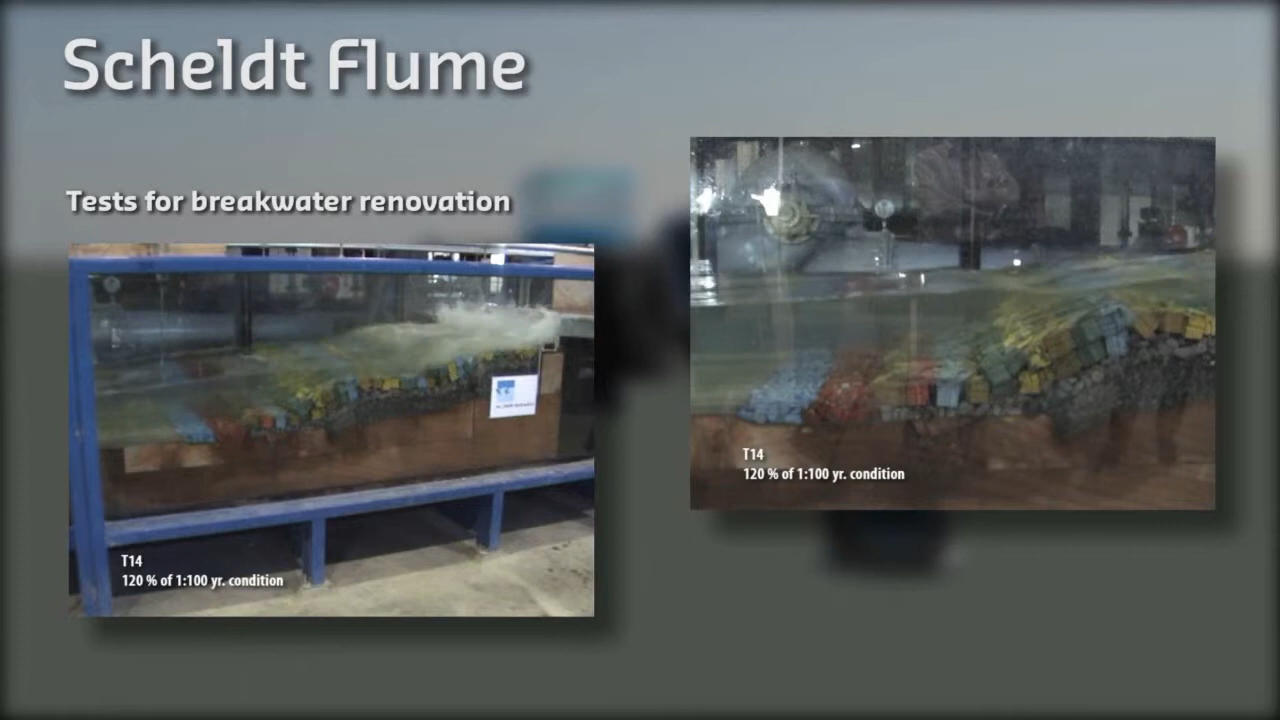 Scheldt Flume
Tests for breakwater renovation
T14
120 % of 1:100 yr. condition
T14
120 % of 1:100 yr. condition